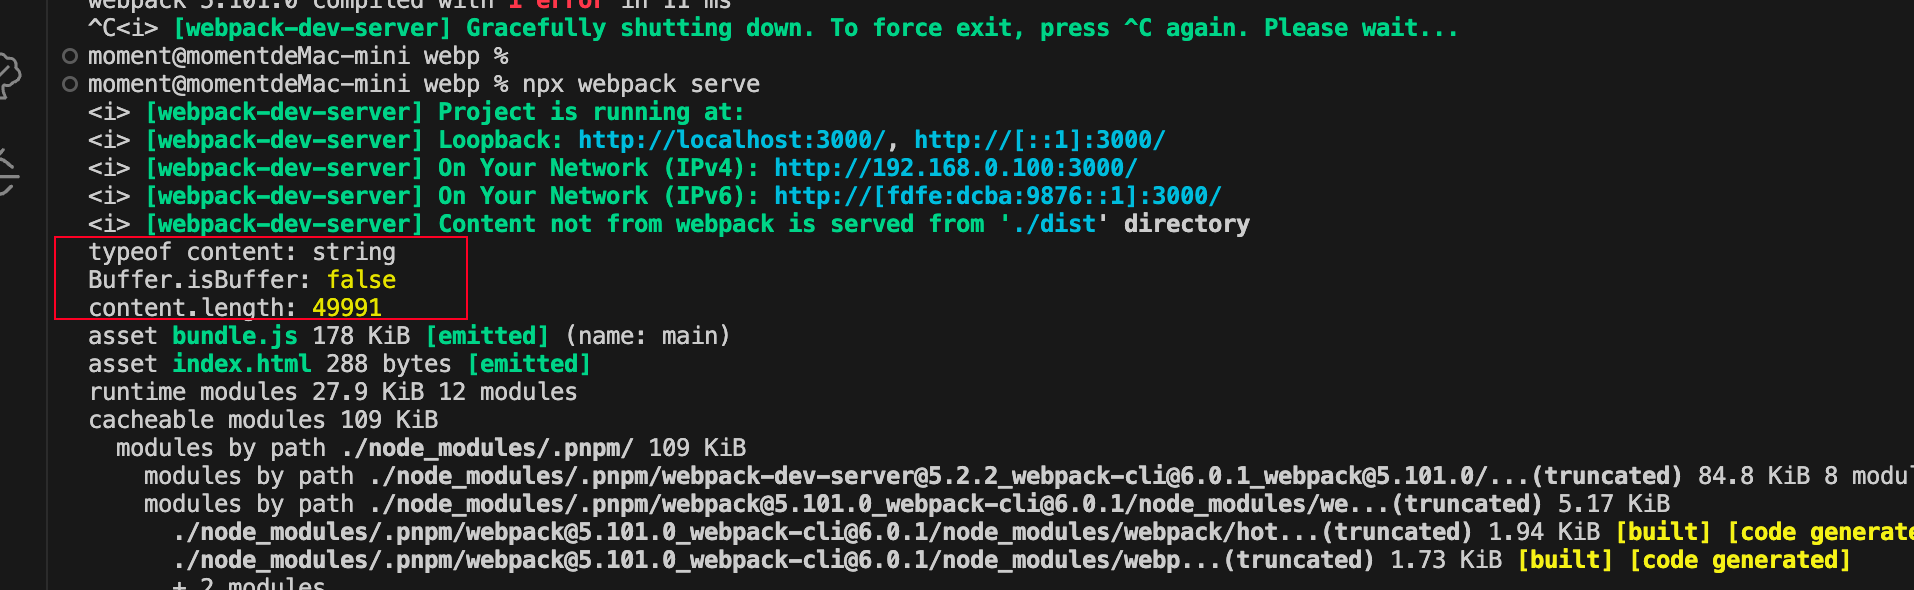 webpack 5.101.0 compiled with 1 error in 11 ms
^C<i> [webpack-dev-server] Gracefully shutting down. To force exit, press ^C again. Please wait...
moment@momentdeMac-mini webp %
moment@momentdeMac-mini webp % npx webpack serve
<i> [webpack-dev-server] Project is running at:
<i> [webpack-dev-server] Loopback: http://localhost:3000/, http://[::1]:3000/
<i> [webpack-dev-server] On Your Network (IPv4): http://192.168.0.100:3000/
<i> [webpack-dev-server] On Your Network (IPv6): http://[fdfe:dcba:9876::1]:3000/
<i> [webpack-dev-server] Content not from webpack is served from './dist' directory
typeof content: string
Buffer.isBuffer: false
content.length: 49991
asset bundle.js 178 KiB [emitted] (name: main)
asset index.html 288 bytes [emitted]
runtime modules 27.9 KiB 12 modules
cacheable modules 109 KiB
modules by path ./node_modules/.pnpm/ 109 KiB
modules by path ./node_modules/.pnpm/webpack-dev-server@5.2.2_webpack-cli@6.0.1_webpack@5.101.0/...(truncated) 84.8 KiB 8 modul
modules by path ./node_modules/.pnpm/webpack@5.101.0_webpack-cli@6.0.1/node_modules/we...(truncated) 5.17 KiB
./node_modules/.pnpm/webpack@5.101.0_webpack-cli@6.0.1/node_modules/webpack/hot...(truncated) 1.94 KiB [built] [code generate
./node_modules/.pnpm/webpack@5.101.0_webpack-cli@6.0.1/node_modules/webp...(truncated) 1.73 KiB [built] [code generated]
+ 2 modules